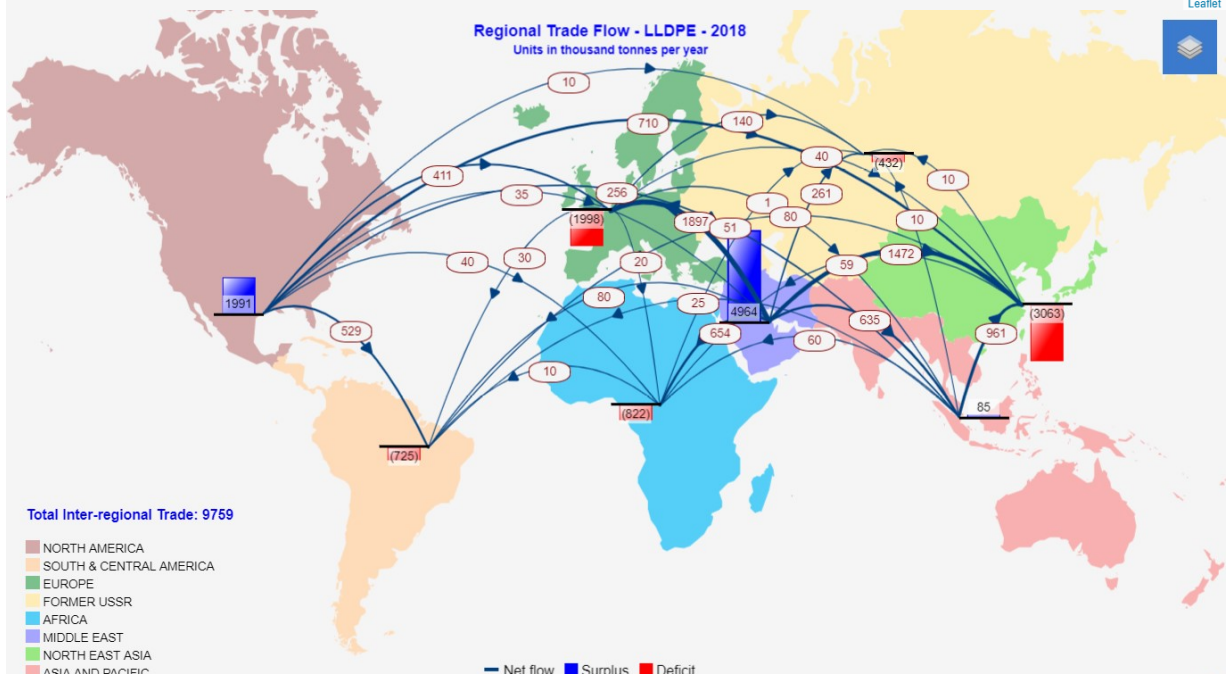 Leaflet
Regional Trade Flow - LLDPE - 2018
Units in thousand tonnes per year
10
710
140
40
(432)
411
35
256
1
261
10
(1998)
1897
51
80
10
1472
40
30
20
59
1991
80
25
4964
(3063)
529
654
60
635
961
10
(822)
85
(725)
Total Inter-regional Trade: 9759
NORTH AMERICA
SOUTH & CENTRAL AMERICA
EUROPE
FORMER USSR
AFRICA
MIDDLE EAST
NORTH EAST ASIA
ASIA AND PACIFIC
Net flow Surplus Deficit